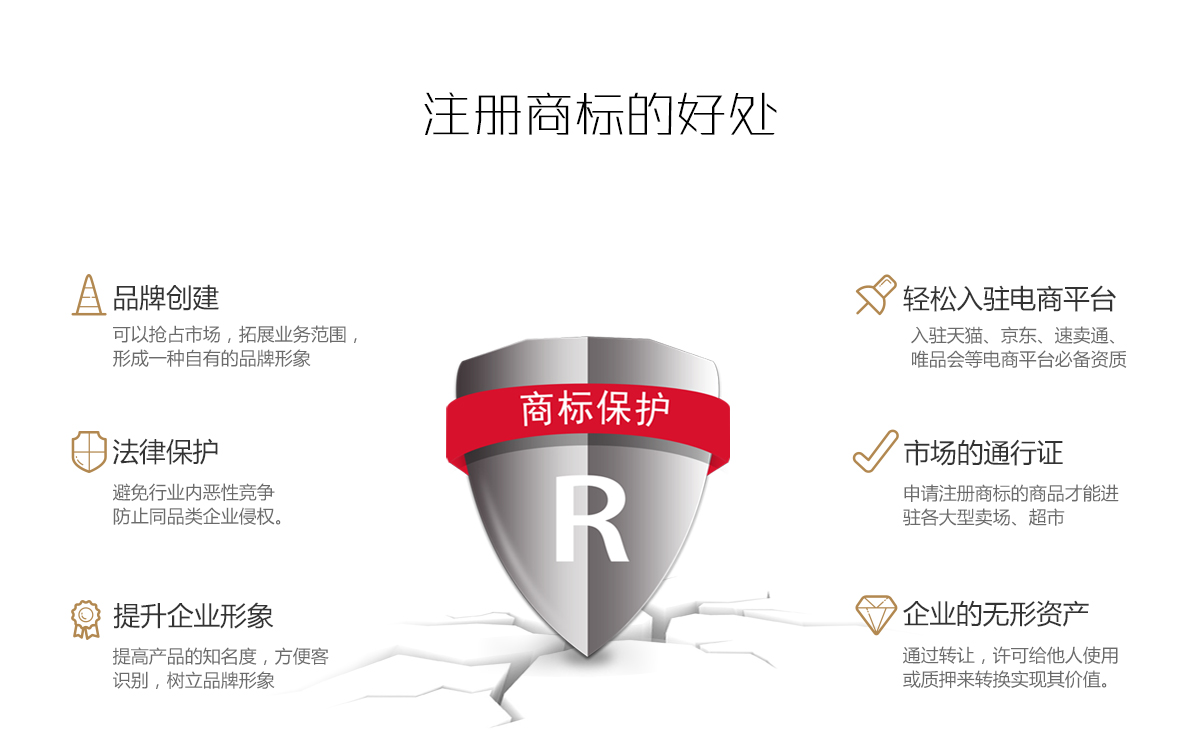 注册商标的好处
品牌创建
可以抢占市场，拓展业务范围，
形成一种自有的品牌形象
法律保护
避免行业内恶性竞争
防止同品类企业侵权。
提升企业形象
提高产品的知名度，方便客
识别，树立品牌形象
商标保护
R
轻松入驻电商平台
入驻天猫、京东、速卖通、
唯品会等电商平台必备资质
市场的通行证
申请注册商标的商品才能进
驻各大型卖场、超市
企业的无形资产
通过转让，许可给他人使用
或质押来转换实现其价值。